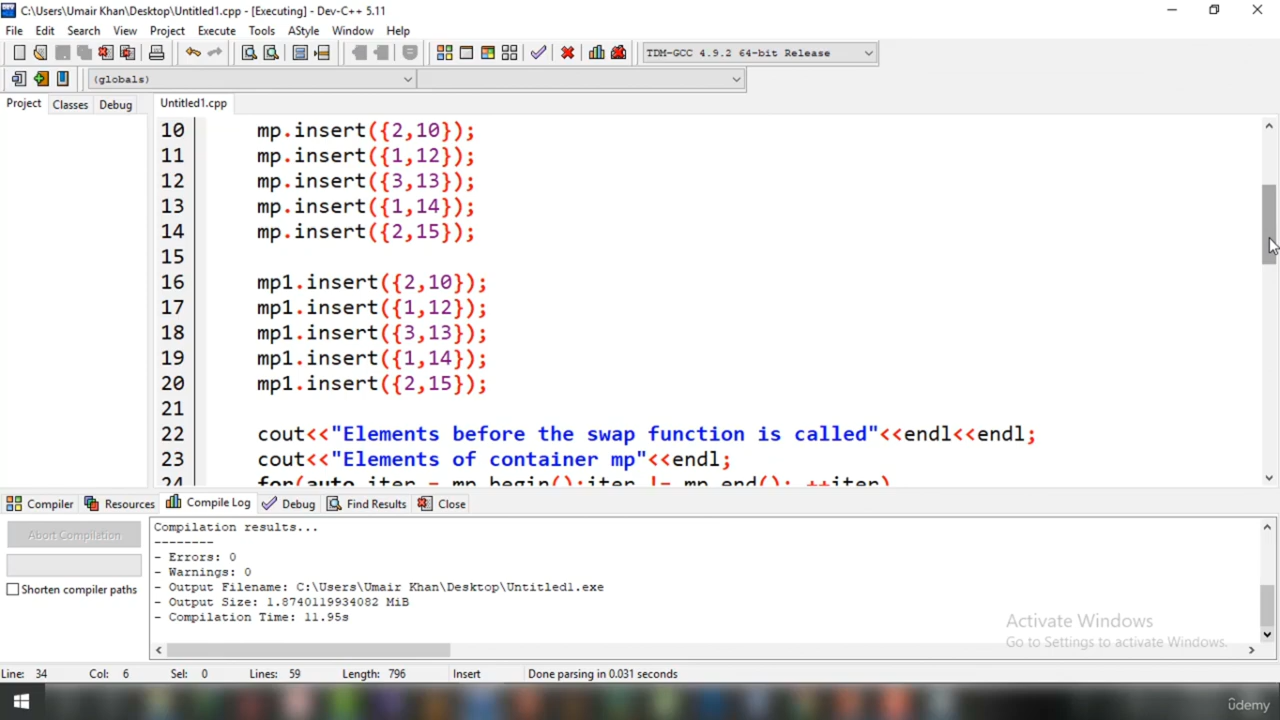 C:\Users\Umair Khan\Desktop\Untitled1.cpp - [Executing] - Dev-C++ 5.11
File Edit Search View Project Execute Tools AStyle Window Help
TDM-GCC 4.9.2 64-bit Release
(globals)
Project Classes Debug Untitled1.cpp
10 mp.insert({2,10});
11 mp.insert({1,12});
12 mp.insert({3,13});
13 mp.insert({1,14});
14 mp.insert({2,15});
15
16 mp1.insert({2,10});
17 mp1.insert({1,12});
18 mp1.insert({3,13});
19 mp1.insert({1,14});
20 mp1.insert({2,15});
21
22 cout<<"Elements before the swap function is called"<<endl<<endl;
23 cout<<"Elements of container mp"<<endl;
24 for(auto iter = mp.begin();iter != mp.end(); ++iter)
Compiler Resources Compile Log Debug Find Results Close
Abort Compilation
Shorten compiler paths
Compilation results...
--------
- Errors: 0
- Warnings: 0
- Output Filename: C:\Users\Umair Khan\Desktop\Untitled1.exe
- Output Size: 1.8740119934082 MiB
- Compilation Time: 11.95s
Activate Windows
Go to Settings to activate Windows.
Line: 34 Col: 6 Sel: 0 Lines: 59 Length: 796 Insert Done parsing in 0.031 seconds
ûdemy